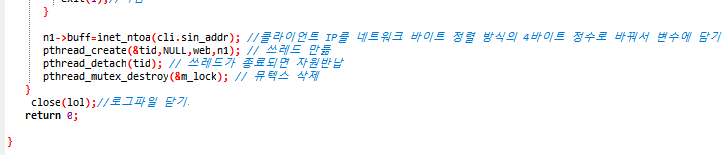 }
n1->buff=inet_ntoa(cli.sin_addr); //클라이언트 IP를 네트워크 바이트 정렬 방식의 4바이트 정수로 바꿔서 변수에 담기
pthread_create(&tid,NULL,web,n1); // 쓰레드 만듦
pthread_detach(tid); // 쓰레드가 종료되면 자원반납
pthread_mutex_destroy(&m_lock); // 뮤텍스 삭제
}
close(lol);//로그파일 닫기.
return 0;
}